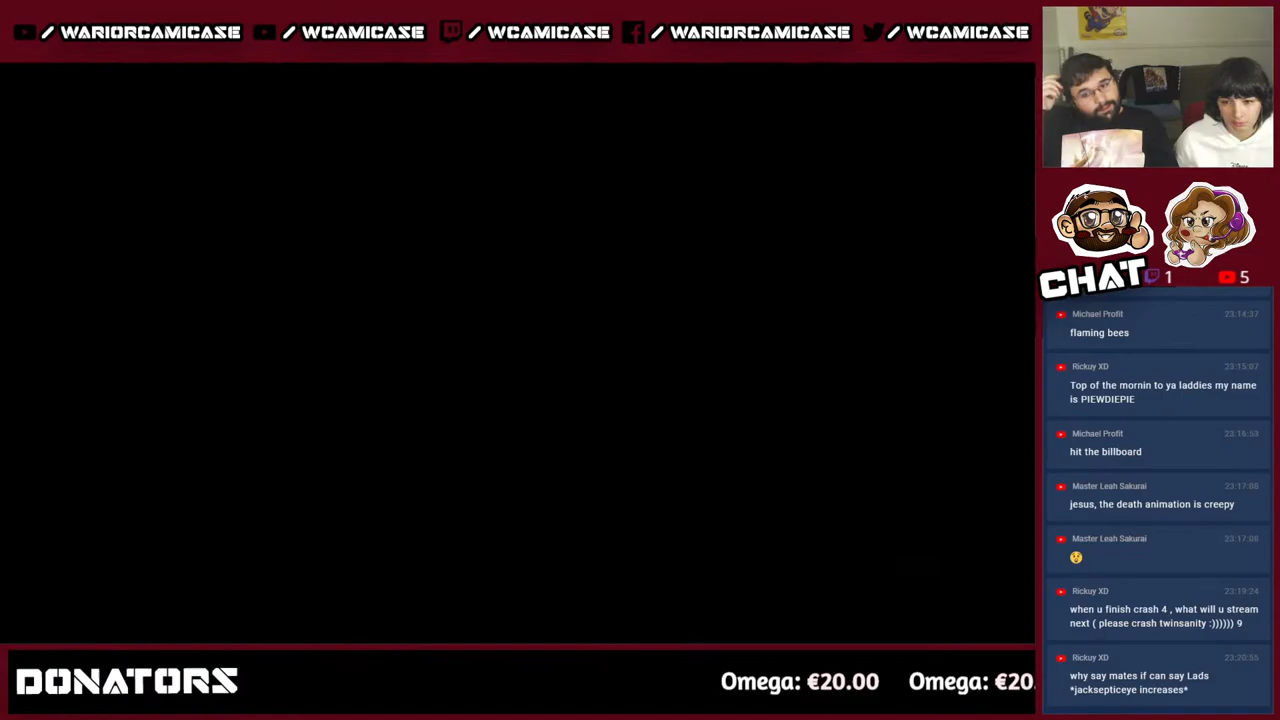 / WARIORCAMICASE / WCAMICASE / WCAMICASE / WARIORCAMICASE / WCAMICASE
CHAT 1 5
Michael Profit 23:14:37
flaming bees
Rickuy XD 23:15:07
Top of the mornin to ya laddies my name
is PIEWDIEPIE
Michael Profit 23:16:53
hit the billboard
Master Leah Sakurai 23:17:08
jesus, the death animation is creepy
Master Leah Sakurai 23:17:08
😲
Rickuy XD 23:19:24
when u finish crash 4 , what will u stream
next ( please crash twinsanity :)))))) 9
Rickuy XD 23:20:55
why say mates if can say Lads
*jacksepticeye increases*
DONATORS Omega: €20.00 Omega: €20.